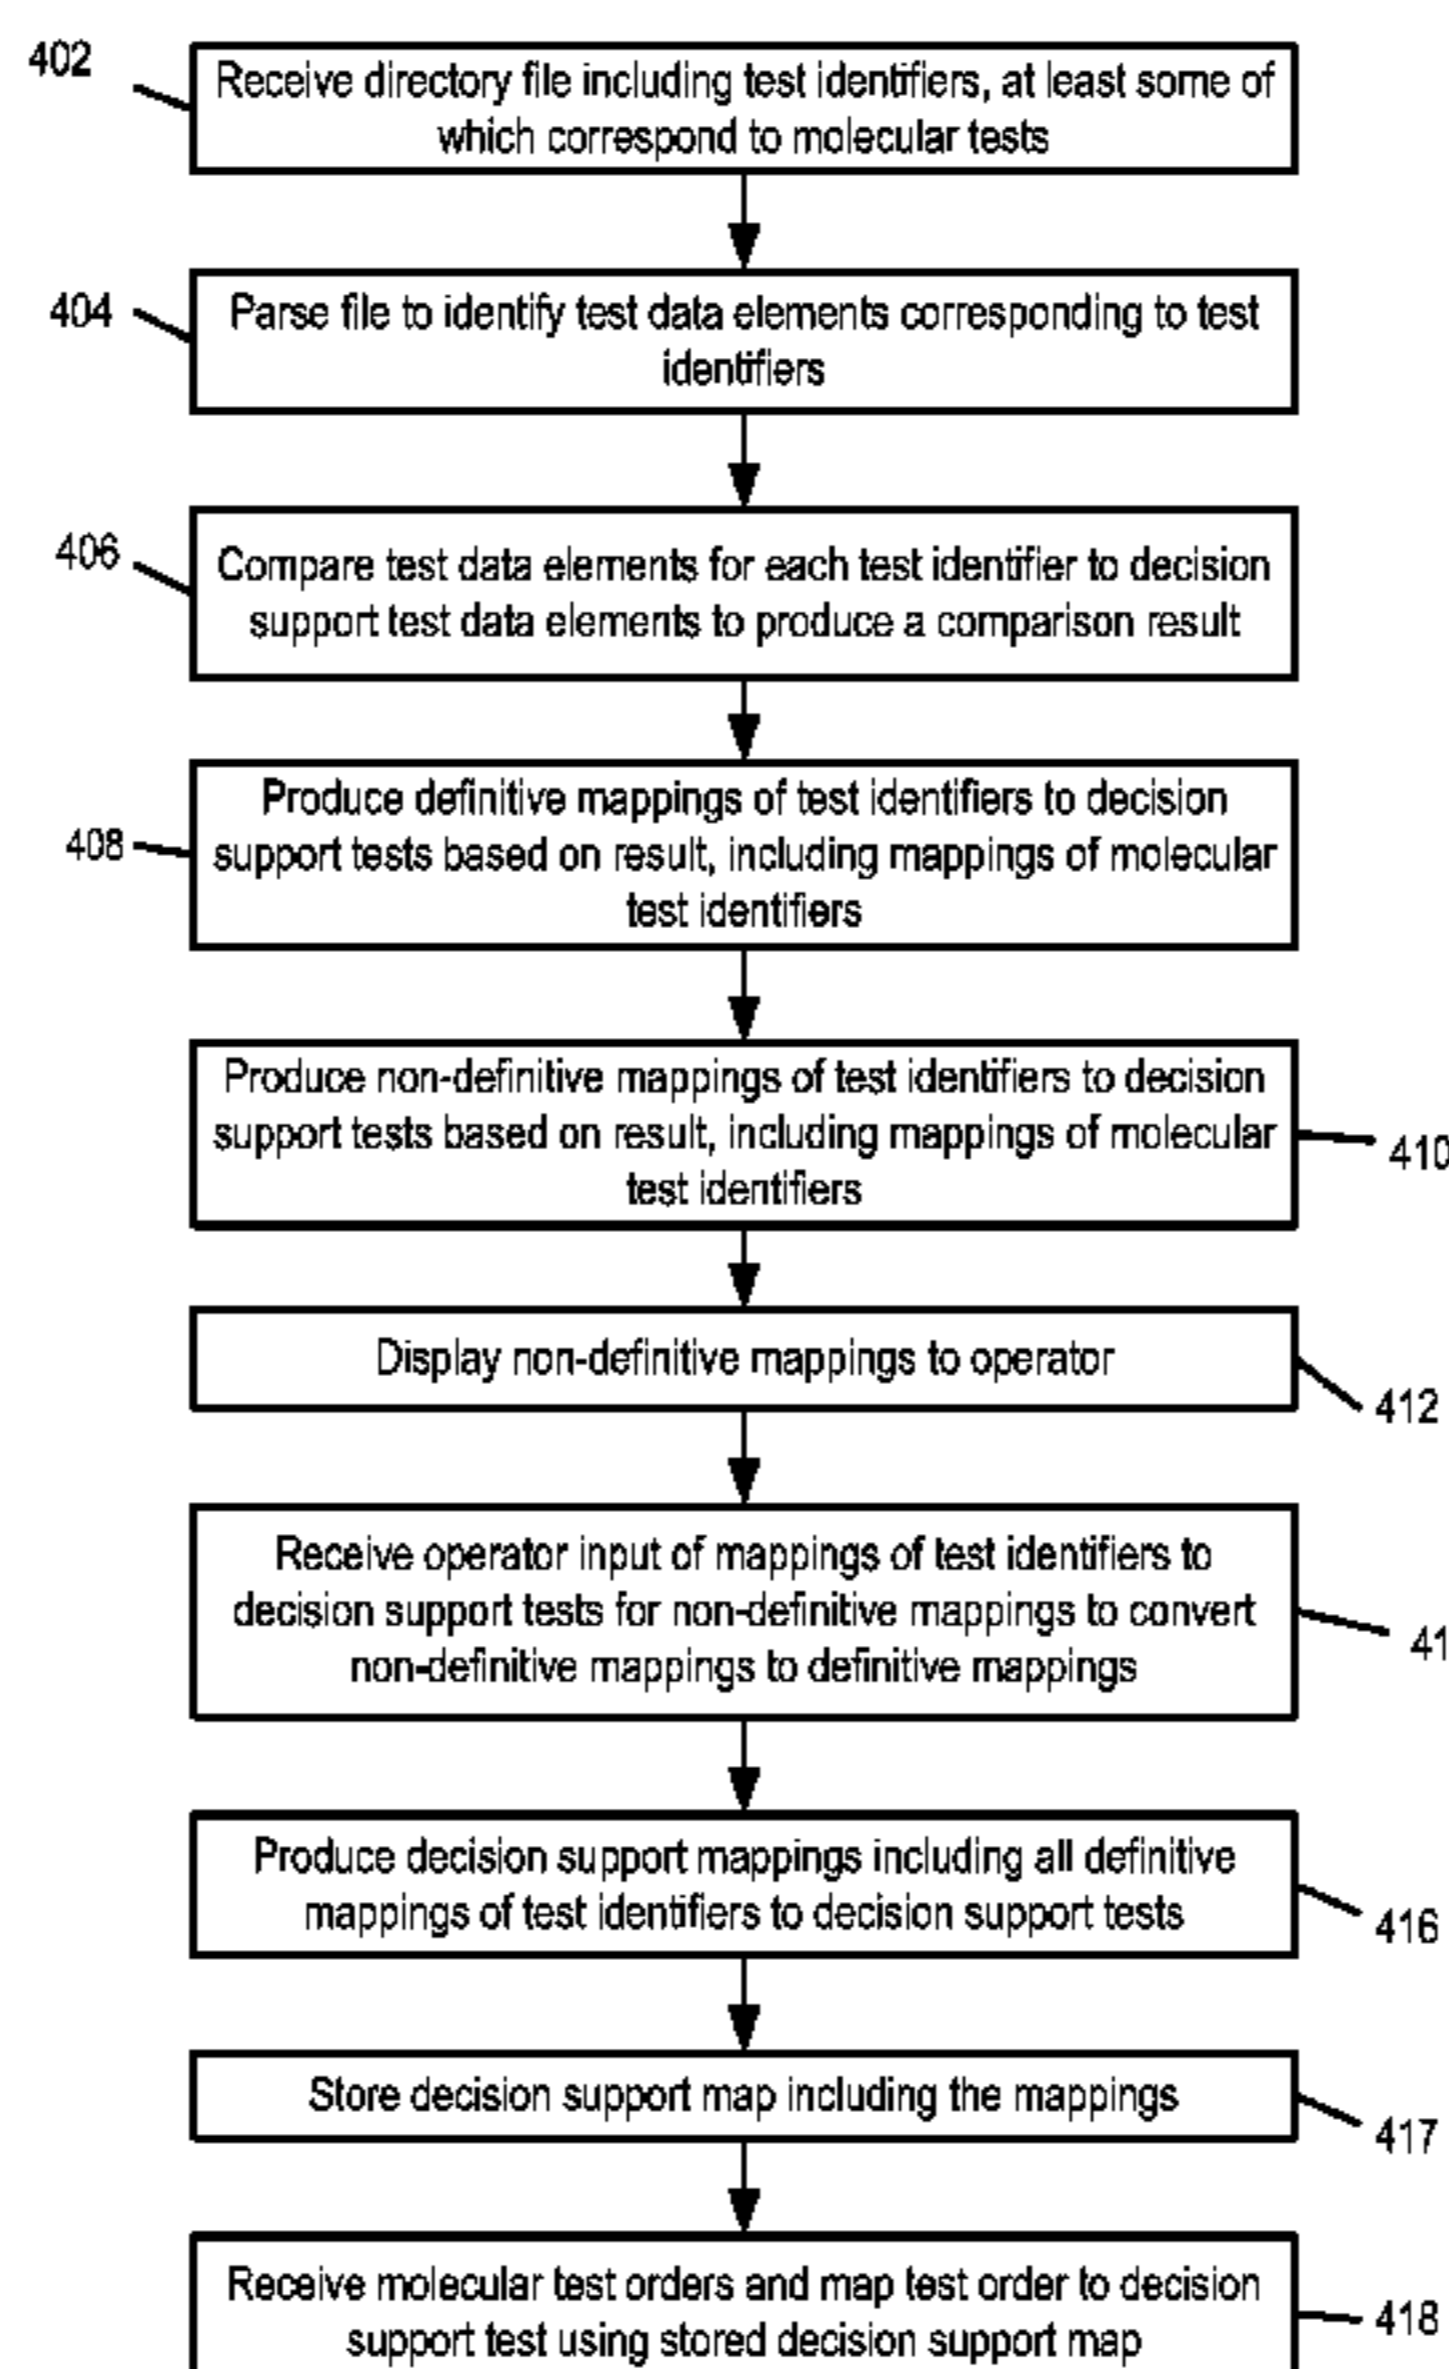 402
Receive directory file including test identifiers, at least some of
which correspond to molecular tests
404
Parse file to identify test data elements corresponding to test
identifiers
406
Compare test data elements for each test identifier to decision
support test data elements to produce a comparison result
408
Produce definitive mappings of test identifiers to decision
support tests based on result, including mappings of molecular
test identifiers
Produce non-definitive mappings of test identifiers to decision
support tests based on result, including mappings of molecular
test identifiers
410
Display non-definitive mappings to operator
412
Receive operator input of mappings of test identifiers to
decision support tests for non-definitive mappings to convert
non-definitive mappings to definitive mappings
41
Produce decision support mappings including all definitive
mappings of test identifiers to decision support tests
416
Store decision support map including the mappings
417
Receive molecular test orders and map test order to decision
support test using stored decision support map
418